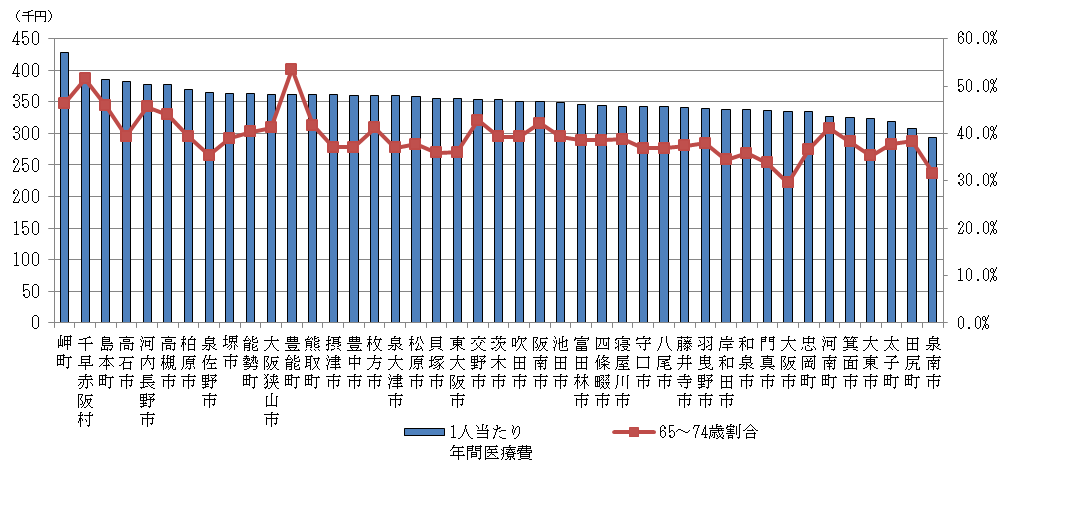 （千円）
450
400
350
300
250
200
150
100
50
0
60.0%
50.0%
40.0%
30.0%
20.0%
10.0%
0.0%
岬町
千早赤阪村
島本町
高石市
河内長野市
高槻市
柏原市
泉佐野市
堺市
能勢町
大阪狭山市
豊能町
熊取町
摂津市
豊中市
枚方市
泉大津市
松原市
貝塚市
東大阪市
交野市
茨木市
吹田市
阪南市
池田市
富田林市
四條畷市
寝屋川市
守口市
八尾市
藤井寺市
羽曳野市
岸和田市
和泉市
門真市
大阪市
忠岡町
河南町
箕面市
大東市
太子町
田尻町
泉南市
1人当たり
年間医療費
65～74歳割合